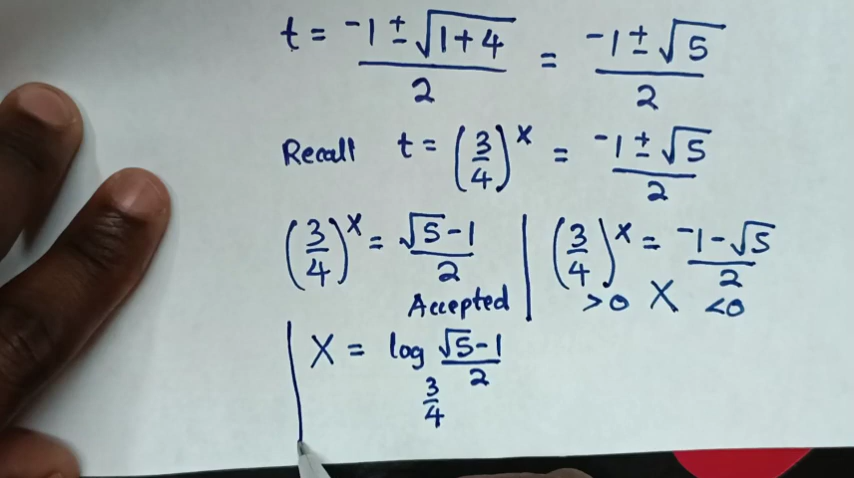 t = (-1 ± √(1+4))/2 = (-1 ± √5)/2
Recall t = (3/4)^x = (-1 ± √5)/2
(3/4)^x = (√5-1)/2 | (3/4)^x = (-1-√5)/2
Accepted | >0 X <0
| X = log_(3/4) (√5-1)/2